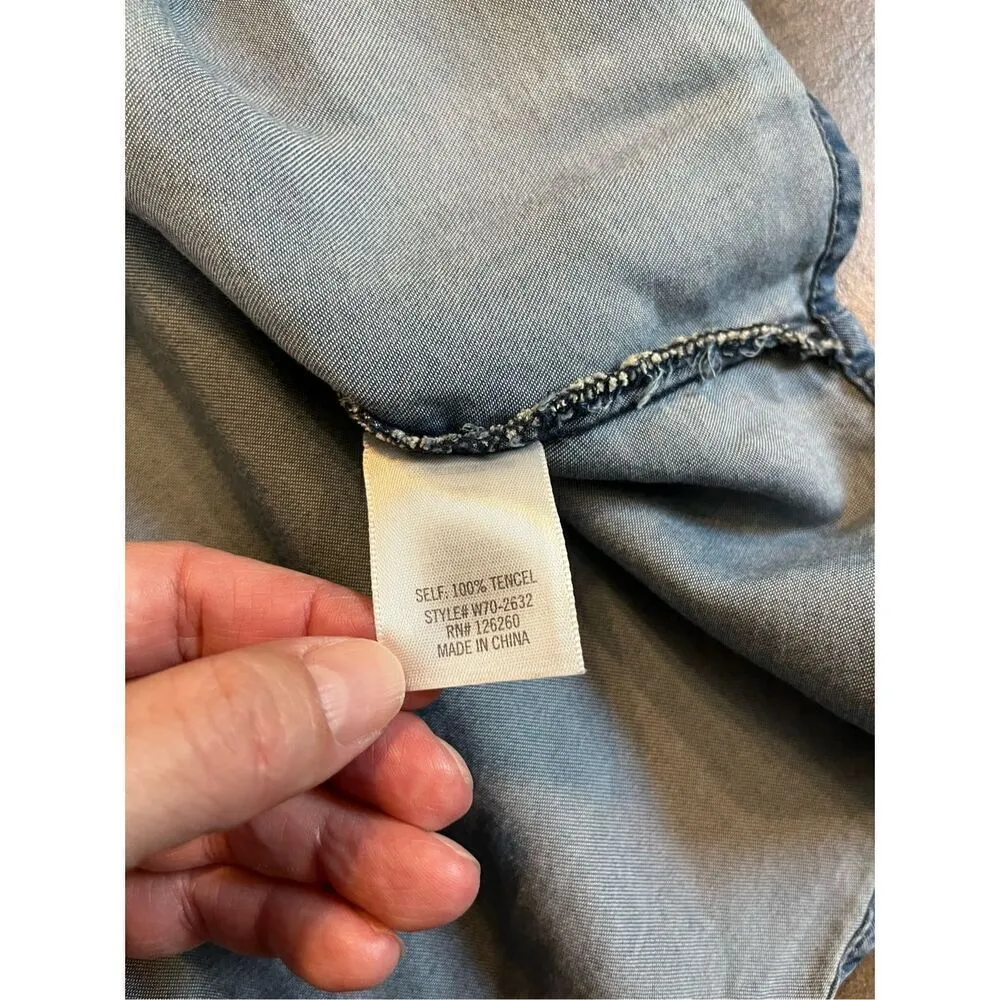 SELF: 100% TENCEL
STYLE# W70-2632
RN# 126260
MADE IN CHINA